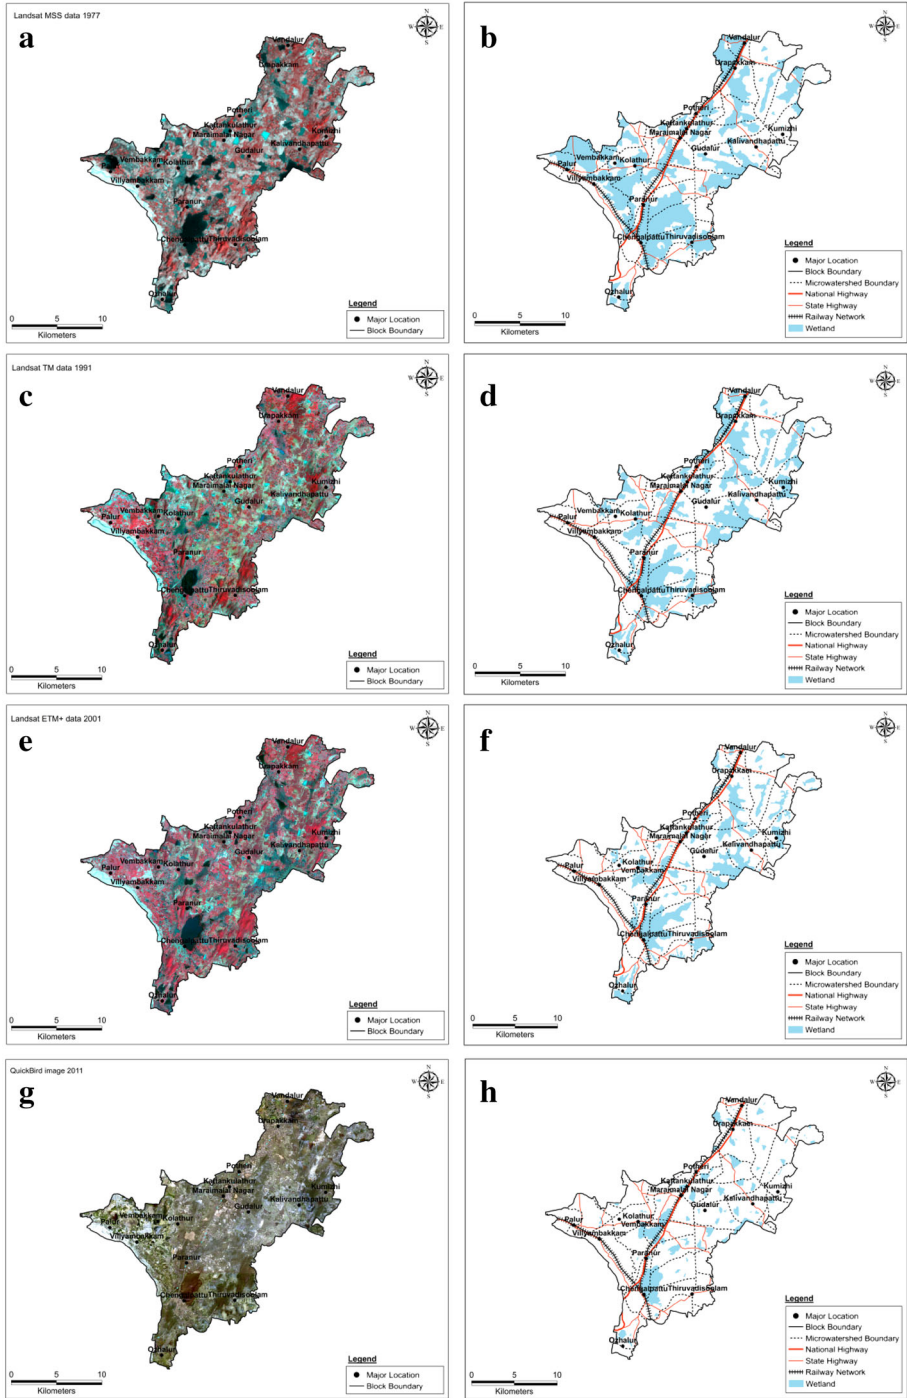 Landsat MSS data 1977
a
N
W E
S
Vandalur
Urapakkam
Potheri
Kattankulathur
Maraimalai Nagar
Kumizhi
Kalivandhapattu
Gudalur
Vembakkam
Kolathur
Palur
Villyambakkam
Paranur
Chengalpattu
Thiruvadisoolam
Ozhalur
0 5 10
Kilometers
Legend
Major Location
Block Boundary
b
N
W E
S
Vandalur
Urapakkam
Potheri
Kattankulathur
Maraimalai Nagar
Kumizhi
Kalivandhapattu
Gudalur
Vembakkam
Kolathur
Palur
Villyambakkam
Paranur
Chengalpattu
Thiruvadisoolam
Ozhalur
0 5 10
Kilometers
Legend
Major Location
Block Boundary
Microwatershed Boundary
National Highway
State Highway
Railway Network
Wetland
Landsat TM data 1991
c
N
W E
S
Vandalur
Urapakkam
Potheri
Kattankulathur
Maraimalai Nagar
Kumizhi
Kalivandhapattu
Gudalur
Vembakkam
Kolathur
Palur
Villyambakkam
Paranur
Chengalpattu
Thiruvadisoolam
Ozhalur
0 5 10
Kilometers
Legend
Major Location
Block Boundary
d
N
W E
S
Vandalur
Urapakkam
Potheri
Kattankulathur
Maraimalai Nagar
Kumizhi
Kalivandhapattu
Gudalur
Vembakkam
Kolathur
Palur
Villyambakkam
Paranur
Chengalpattu
Thiruvadisoolam
Ozhalur
0 5 10
Kilometers
Legend
Major Location
Block Boundary
Microwatershed Boundary
National Highway
State Highway
Railway Network
Wetland
Landsat ETM+ data 2001
e
N
W E
S
Vandalur
Urapakkam
Potheri
Kattankulathur
Maraimalai Nagar
Kumizhi
Kalivandhapattu
Gudalur
Vembakkam
Kolathur
Palur
Villyambakkam
Paranur
Chengalpattu
Thiruvadisoolam
Ozhalur
0 5 10
Kilometers
Legend
Major Location
Block Boundary
f
N
W E
S
Vandalur
Urapakkam
Potheri
Kattankulathur
Maraimalai Nagar
Kumizhi
Kalivandhapattu
Gudalur
Kolathur
Vembakkam
Palur
Villyambakkam
Paranur
Chengalpattu
Thiruvadisoolam
Ozhalur
0 5 10
Kilometers
Legend
Major Location
Block Boundary
Microwatershed Boundary
National Highway
State Highway
Railway Network
Wetland
QuickBird image 2011
g
N
W E
S
Vandalur
Urapakkam
Potheri
Kattankulathur
Maraimalai Nagar
Kumizhi
Kalivandhapattu
Gudalur
Vembakkam
Kolathur
Palur
Villyambakkam
Paranur
Chengalpattu
Thiruvadisoolam
Ozhalur
0 5 10
Kilometers
Legend
Major Location
Block Boundary
h
N
W E
S
Vandalur
Urapakkam
Potheri
Kattankulathur
Maraimalai Nagar
Kumizhi
Kalivandhapattu
Gudalur
Kolathur
Vembakkam
Palur
Villyambakkam
Paranur
Chengalpattu
Thiruvadisoolam
Ozhalur
0 5 10
Kilometers
Legend
Major Location
Block Boundary
Microwatershed Boundary
National Highway
State Highway
Railway Network
Wetland